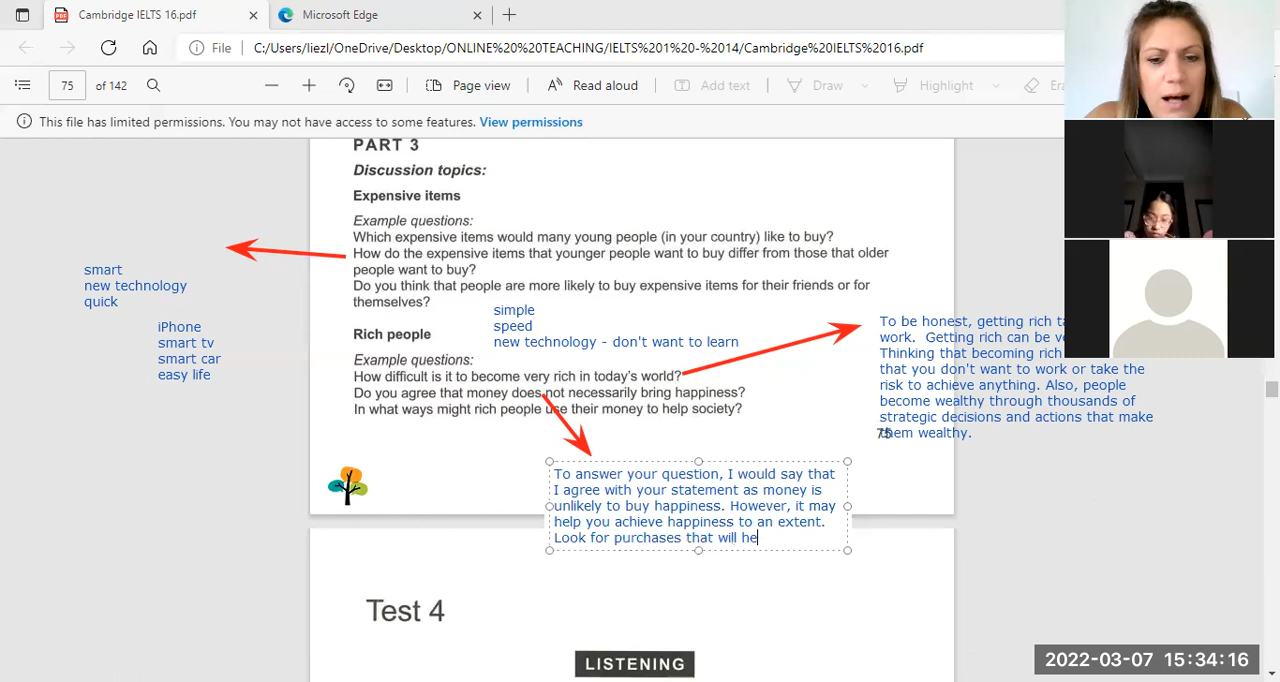 Cambridge IELTS 16.pdf
Microsoft Edge
File
C:/Users/liezl/OneDrive/Desktop/ONLINE%20%20TEACHING/IELTS%201%20-%2014/Cambridge%20IELTS%2016.pdf
75 of 142
Page view
Read aloud
Add text
Draw
Highlight
This file has limited permissions. You may not have access to some features. View permissions
PART 3
Discussion topics:
Expensive items
Example questions:
Which expensive items would many young people (in your country) like to buy?
How do the expensive items that younger people want to buy differ from those that older
people want to buy?
Do you think that people are more likely to buy expensive items for their friends or for
themselves?
smart
new technology
quick
iPhone
smart tv
smart car
easy life
simple
speed
new technology - don't want to learn
Rich people
Example questions:
How difficult is it to become very rich in today's world?
Do you agree that money does not necessarily bring happiness?
In what ways might rich people use their money to help society?
To be honest, getting rich
work. Getting rich can be
Thinking that becoming rich
that you don't want to work or take the
risk to achieve anything. Also, people
become wealthy through thousands of
strategic decisions and actions that make
them wealthy.
75
To answer your question, I would say that
I agree with your statement as money is
unlikely to buy happiness. However, it may
help you achieve happiness to an extent.
Look for purchases that will he
Test 4
LISTENING
2022-03-07 15:34:16